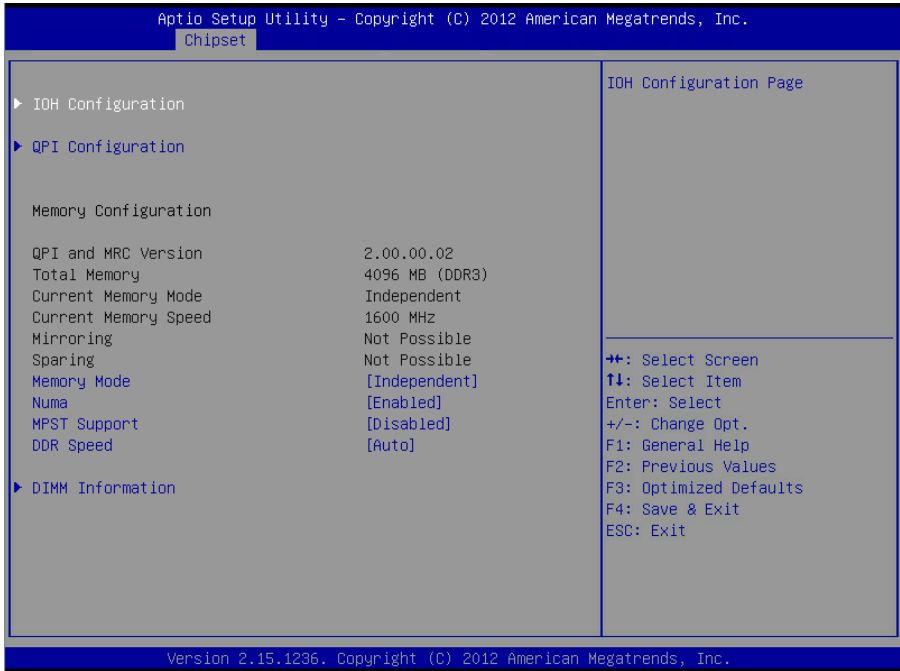 Aptio Setup Utility – Copyright (C) 2012 American Megatrends, Inc.
Chipset
IOH Configuration
QPI Configuration
Memory Configuration
QPI and MRC Version 2.00.00.02
Total Memory 4096 MB (DDR3)
Current Memory Mode Independent
Current Memory Speed 1600 MHz
Mirroring Not Possible
Sparing Not Possible
Memory Mode [Independent]
Numa [Enabled]
MPST Support [Disabled]
DDR Speed [Auto]
DIMM Information
IOH Configuration Page
→←: Select Screen
↑↓: Select Item
Enter: Select
+/-: Change Opt.
F1: General Help
F2: Previous Values
F3: Optimized Defaults
F4: Save & Exit
ESC: Exit
Version 2.15.1236. Copyright (C) 2012 American Megatrends, Inc.